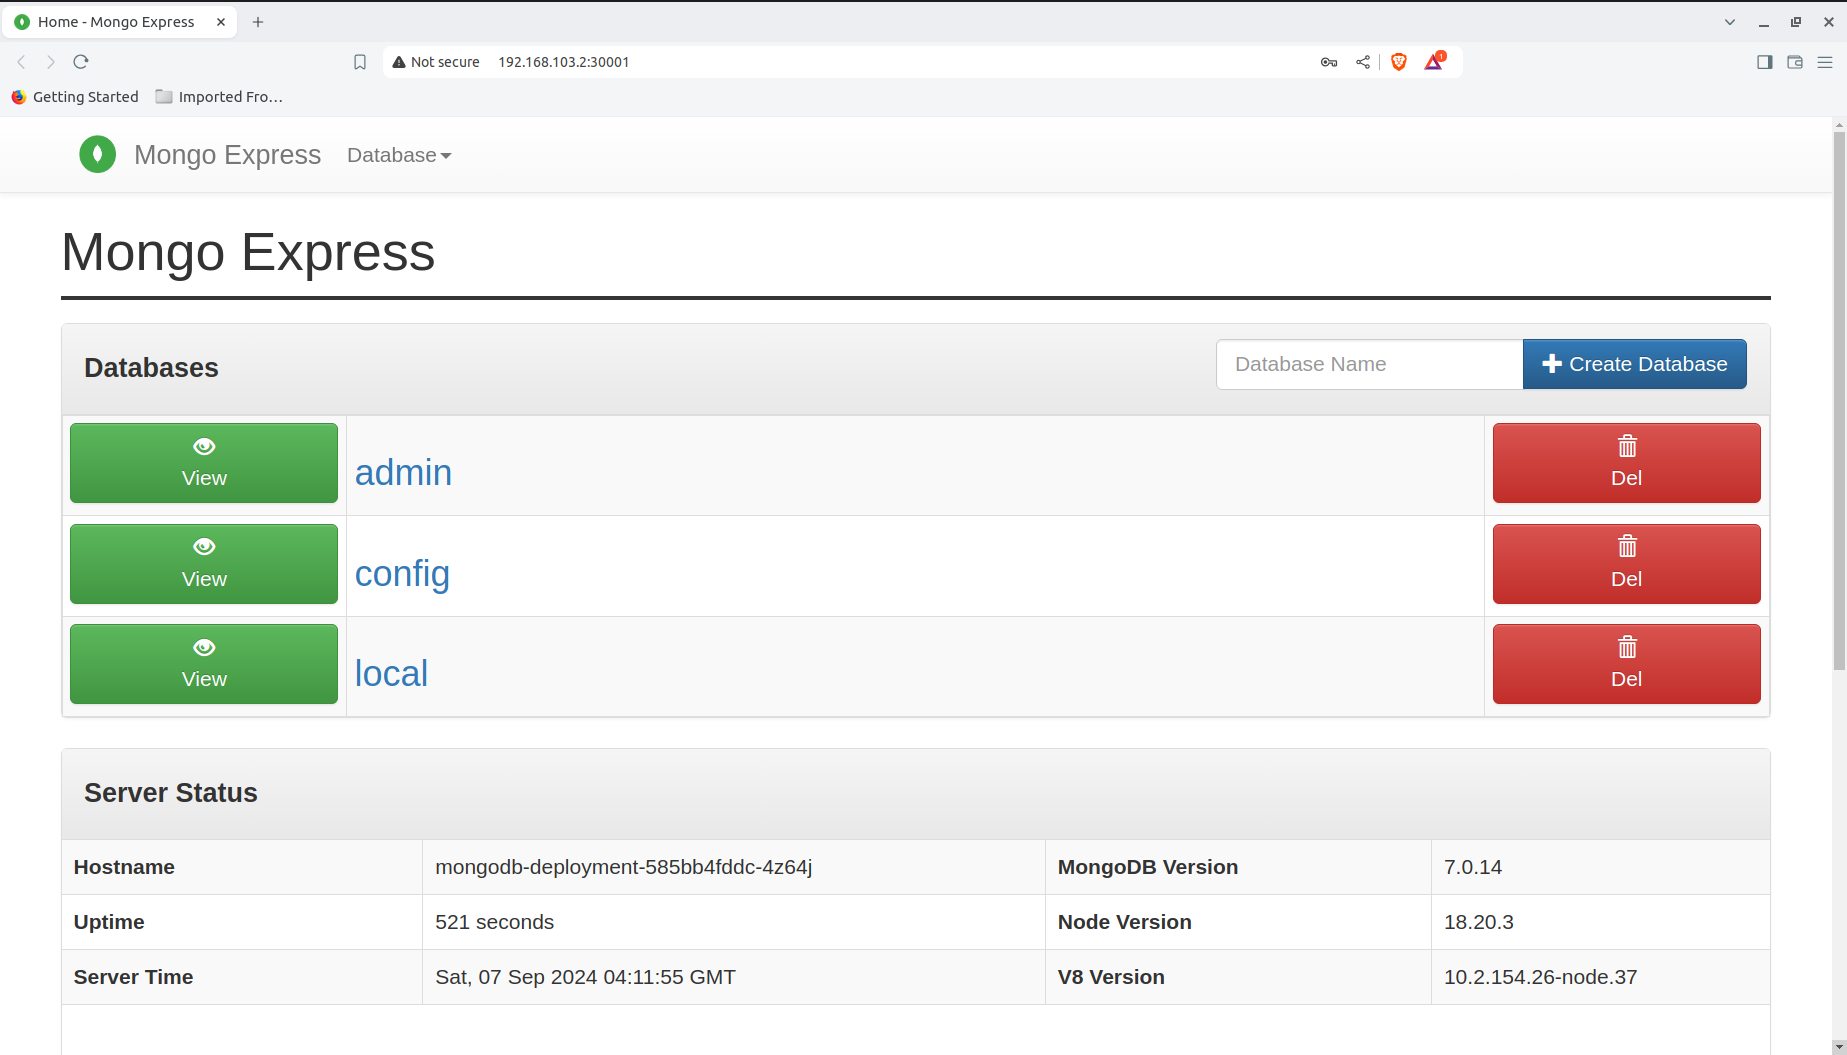 Home - Mongo Express
Not secure 192.168.103.2:30001
1
Getting Started Imported Fro...
Mongo Express Database
Mongo Express
Databases Database Name Create Database
View admin Del
View config Del
View local Del
Server Status
Hostname mongodb-deployment-585bb4fddc-4z64j MongoDB Version 7.0.14
Uptime 521 seconds Node Version 18.20.3
Server Time Sat, 07 Sep 2024 04:11:55 GMT V8 Version 10.2.154.26-node.37